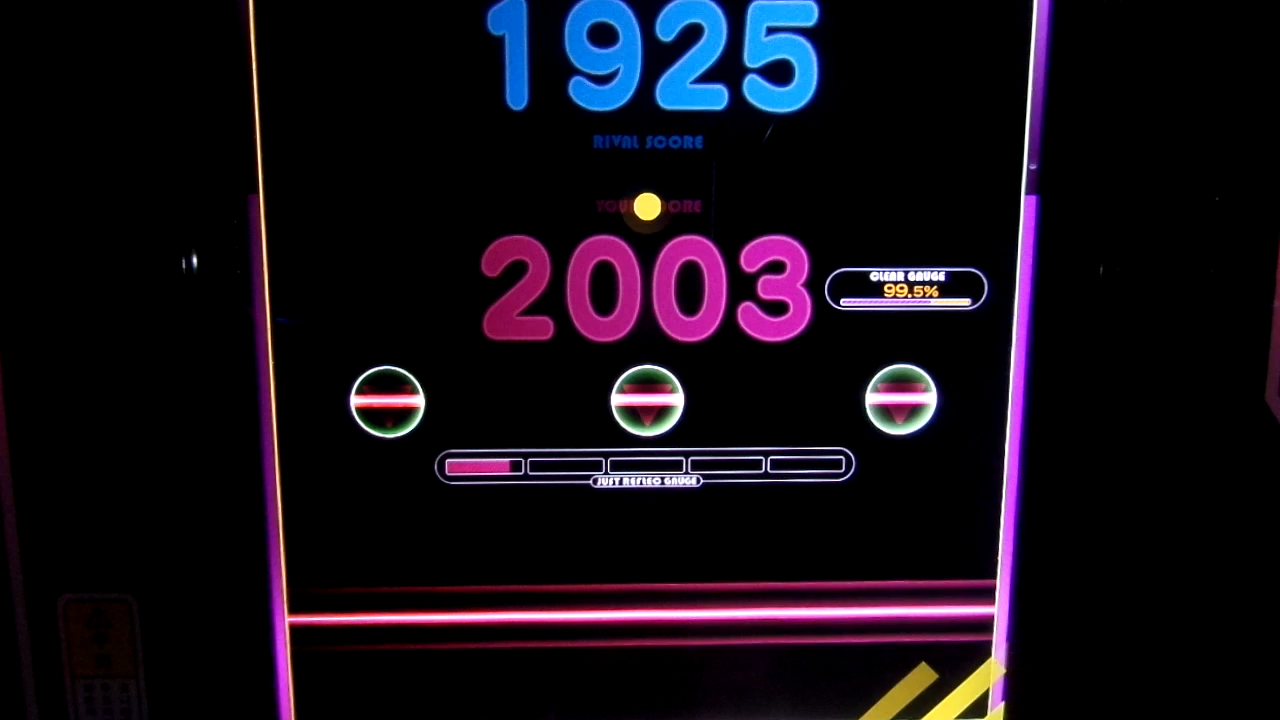 1925
RIVAL SCORE
2003
CLEAR GAUGE
99.5%
JUST REFLEC GAUGE